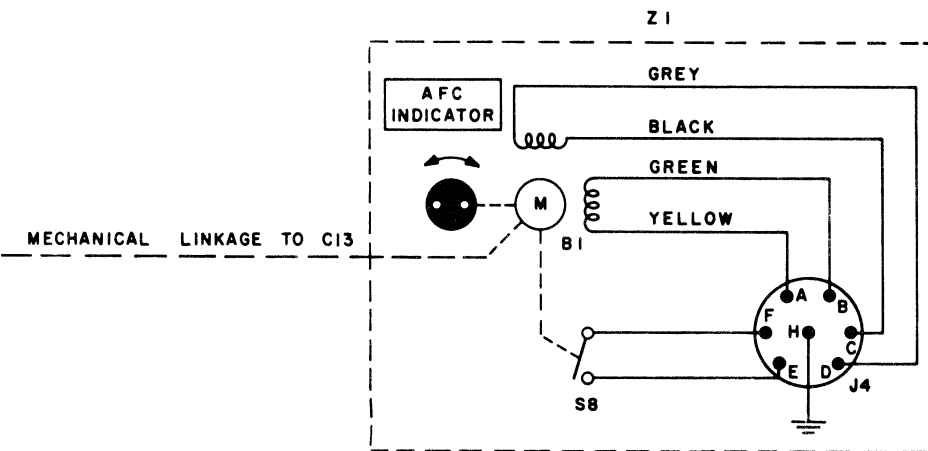 Z1
GREY
AFC
INDICATOR
BLACK
GREEN
M
YELLOW
MECHANICAL LINKAGE TO C13
B1
A
B
F
H
C
E
D
J4
S8